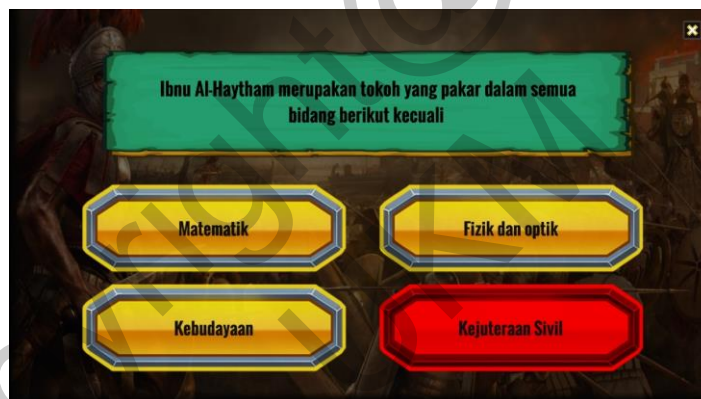 Ibnu Al-Haytham merupakan tokoh yang pakar dalam semua
bidang berikut kecuali
Matematik
Fizik dan optik
Kebudayaan
Kejuteraan Sivil